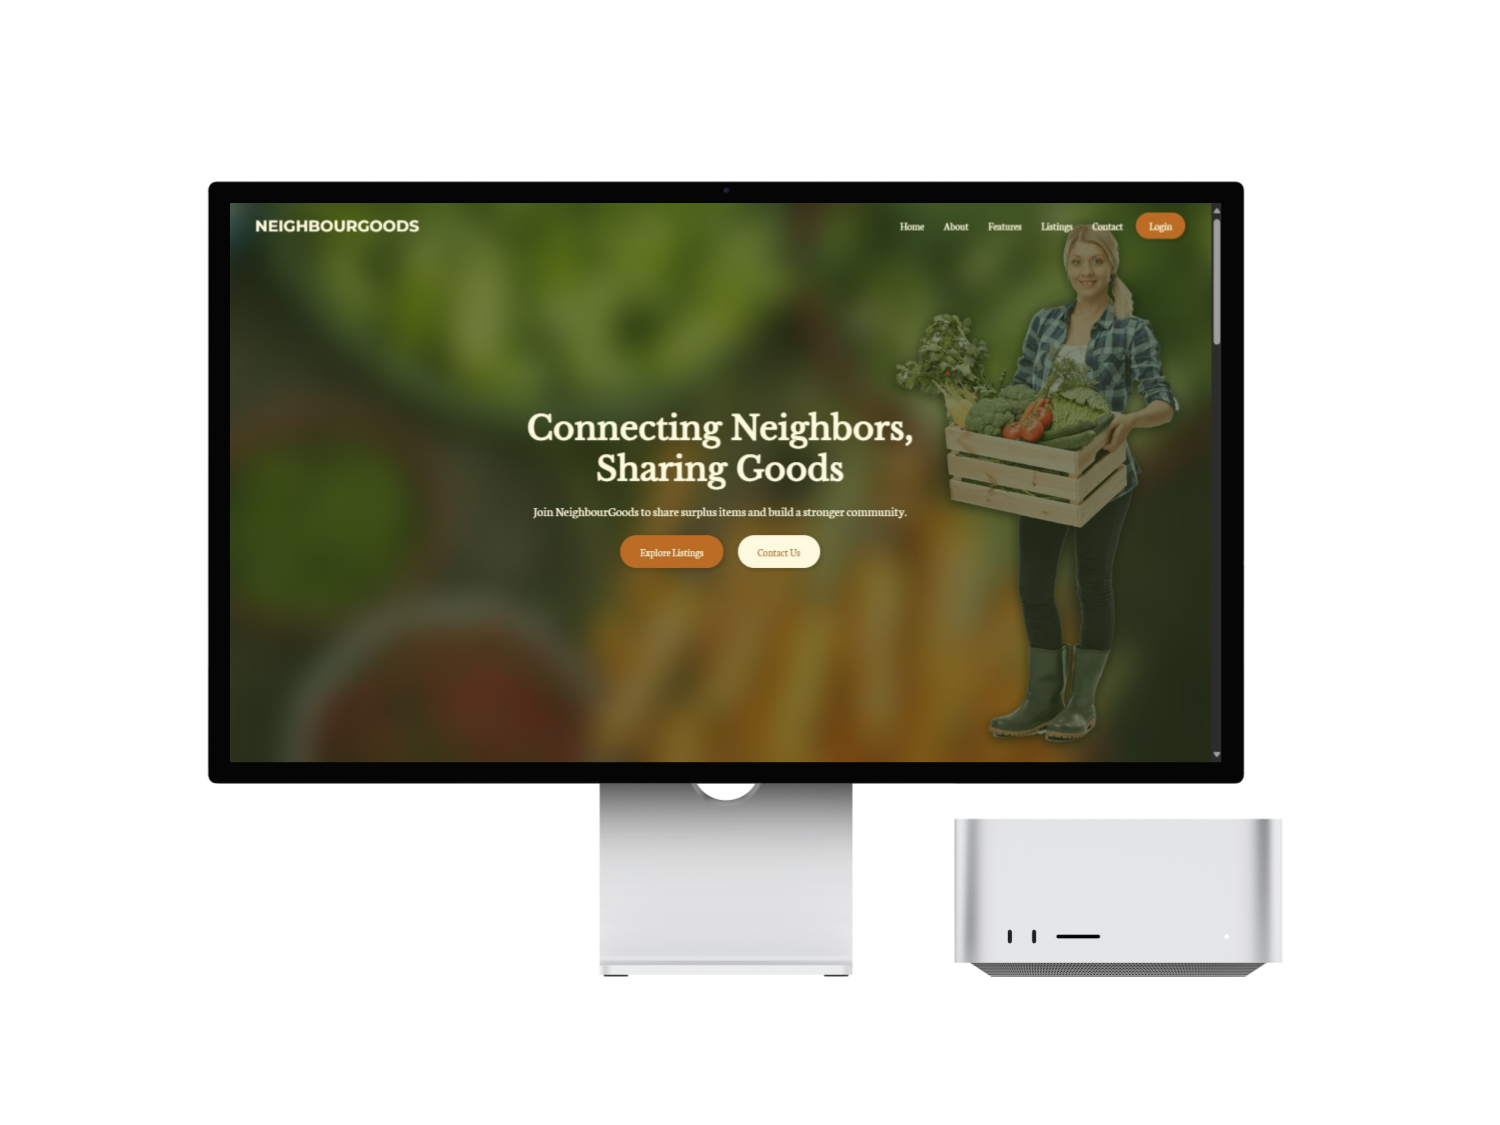 NEIGHBOURGOODS
Home About Features Listings Contact Login
Connecting Neighbors,
Sharing Goods
Join NeighbourGoods to share surplus items and build a stronger community.
Explore Listings Contact Us